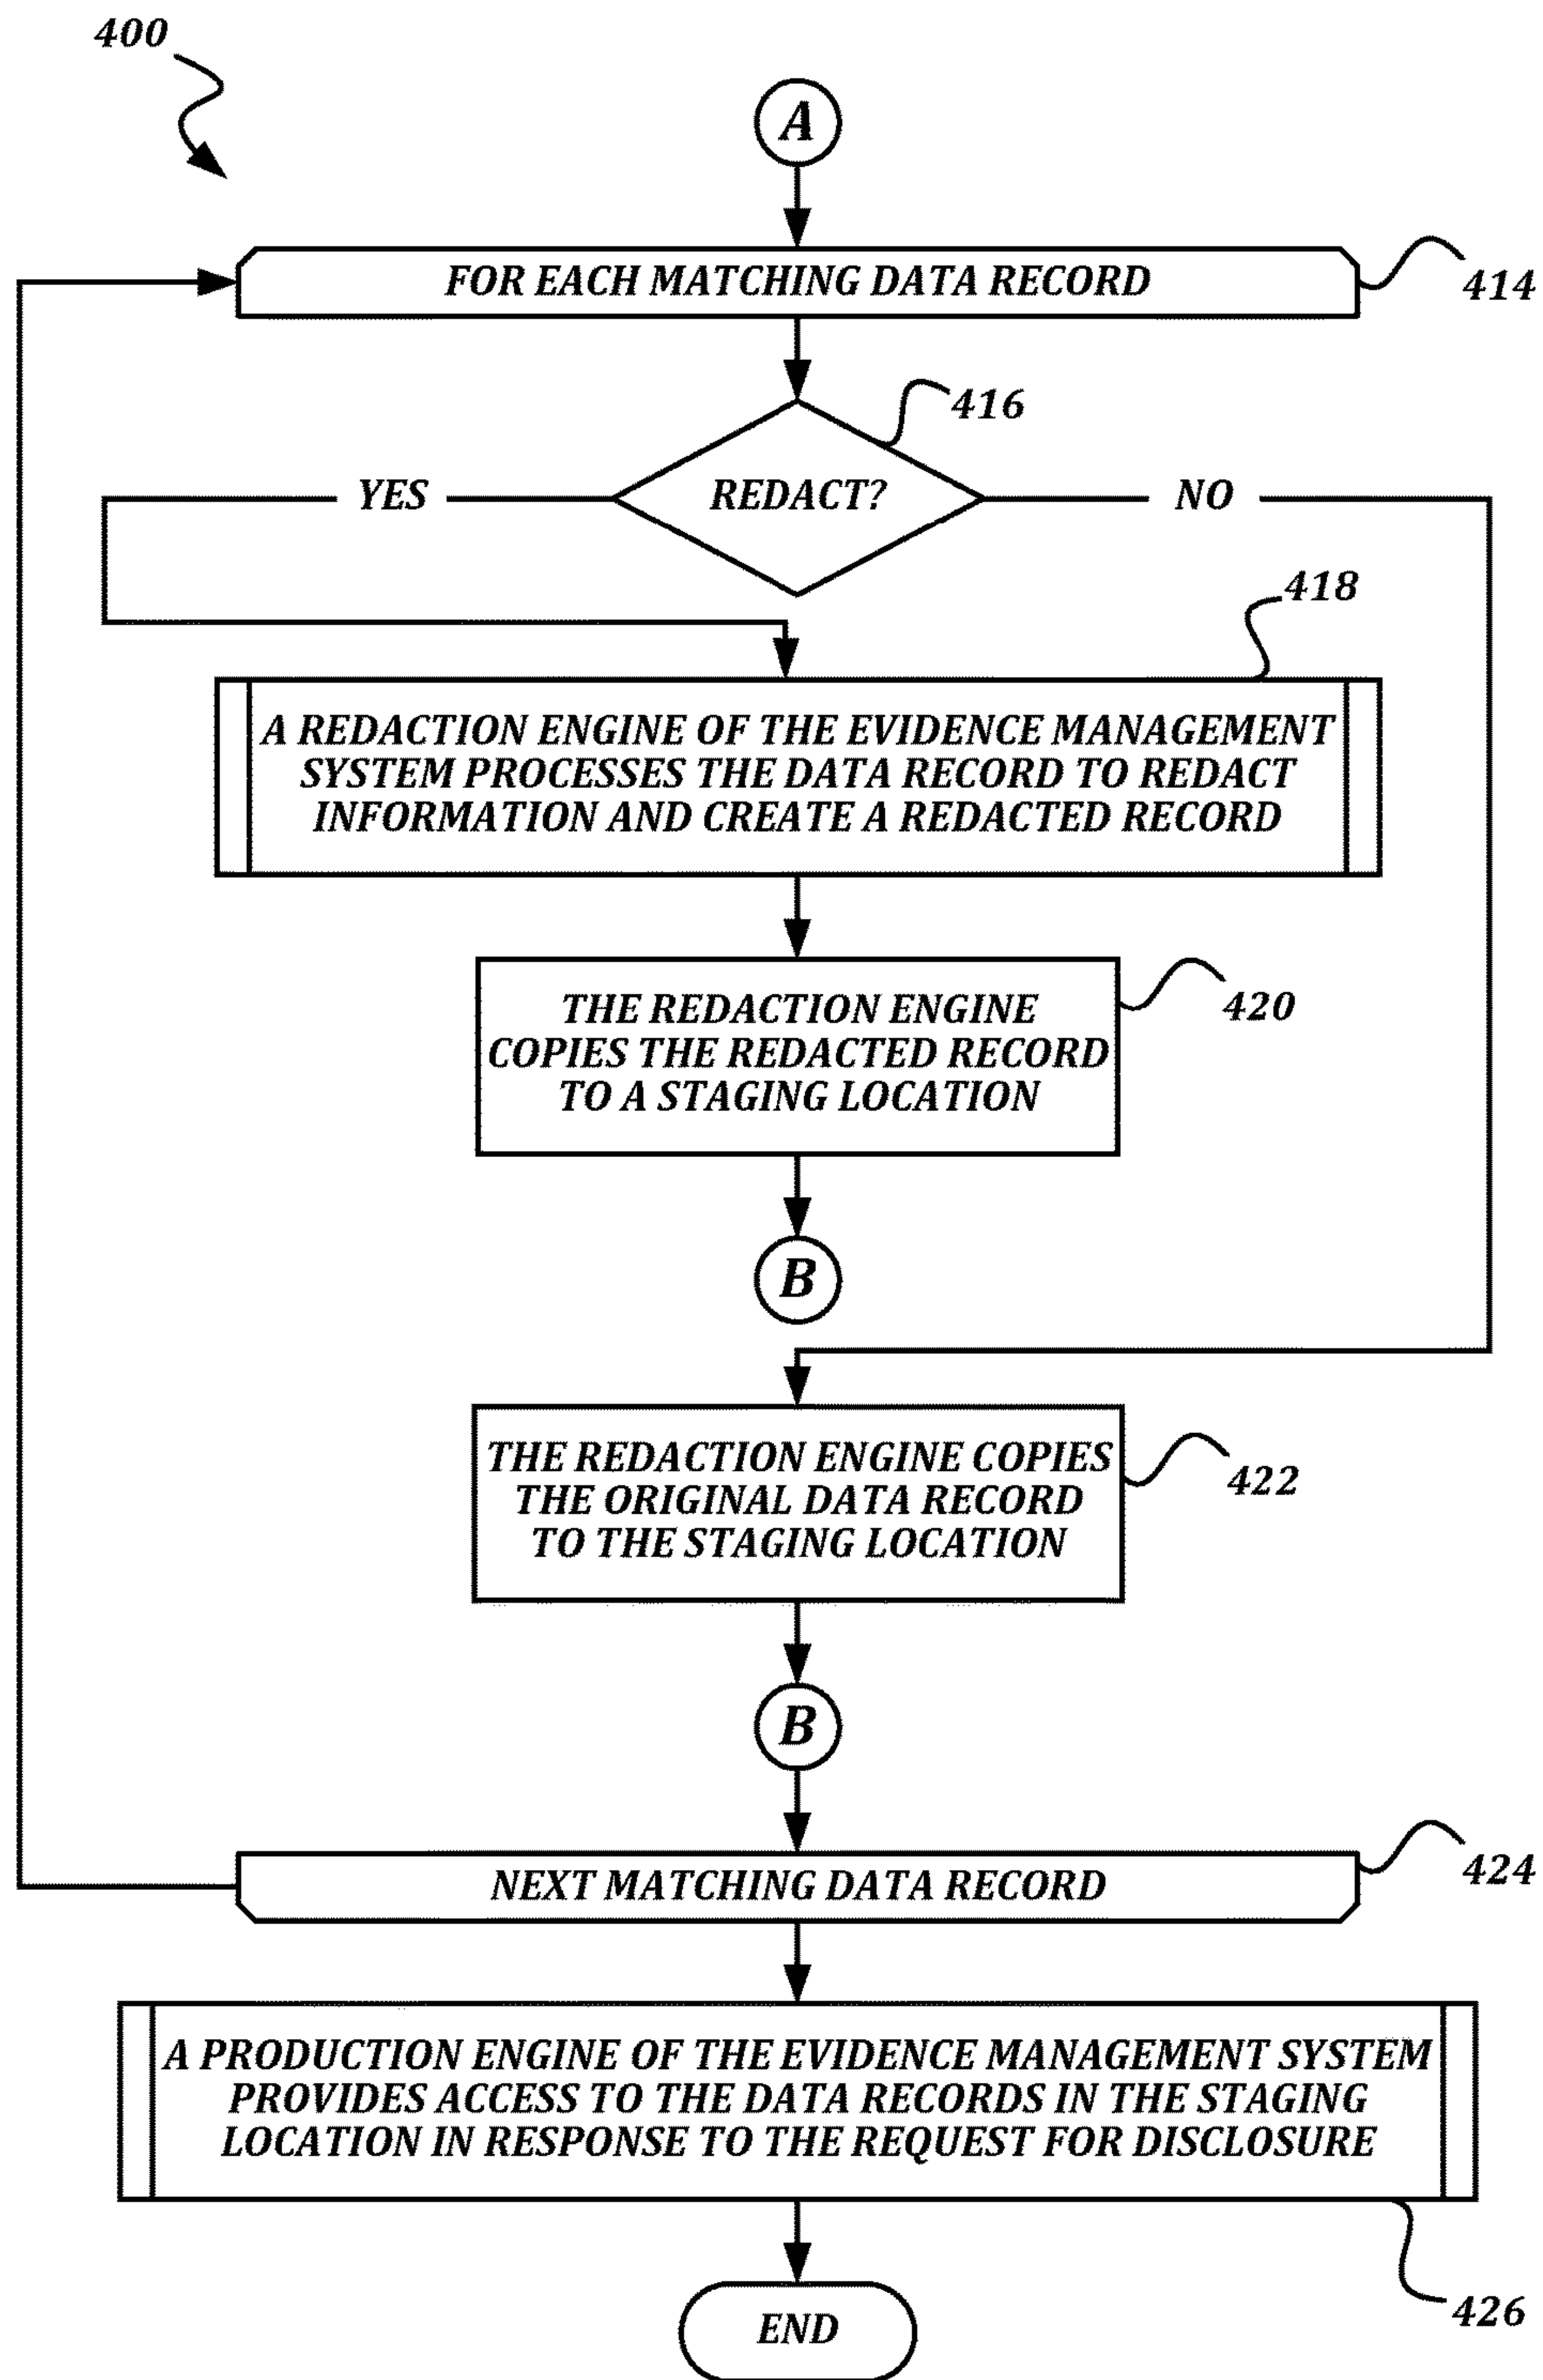 400
A
FOR EACH MATCHING DATA RECORD
414
416
YES
REDACT?
NO
418
A REDACTION ENGINE OF THE EVIDENCE MANAGEMENT
SYSTEM PROCESSES THE DATA RECORD TO REDACT
INFORMATION AND CREATE A REDACTED RECORD
THE REDACTION ENGINE
COPIES THE REDACTED RECORD
TO A STAGING LOCATION
420
B
THE REDACTION ENGINE COPIES
THE ORIGINAL DATA RECORD
TO THE STAGING LOCATION
422
B
NEXT MATCHING DATA RECORD
424
A PRODUCTION ENGINE OF THE EVIDENCE MANAGEMENT SYSTEM
PROVIDES ACCESS TO THE DATA RECORDS IN THE STAGING
LOCATION IN RESPONSE TO THE REQUEST FOR DISCLOSURE
426
END